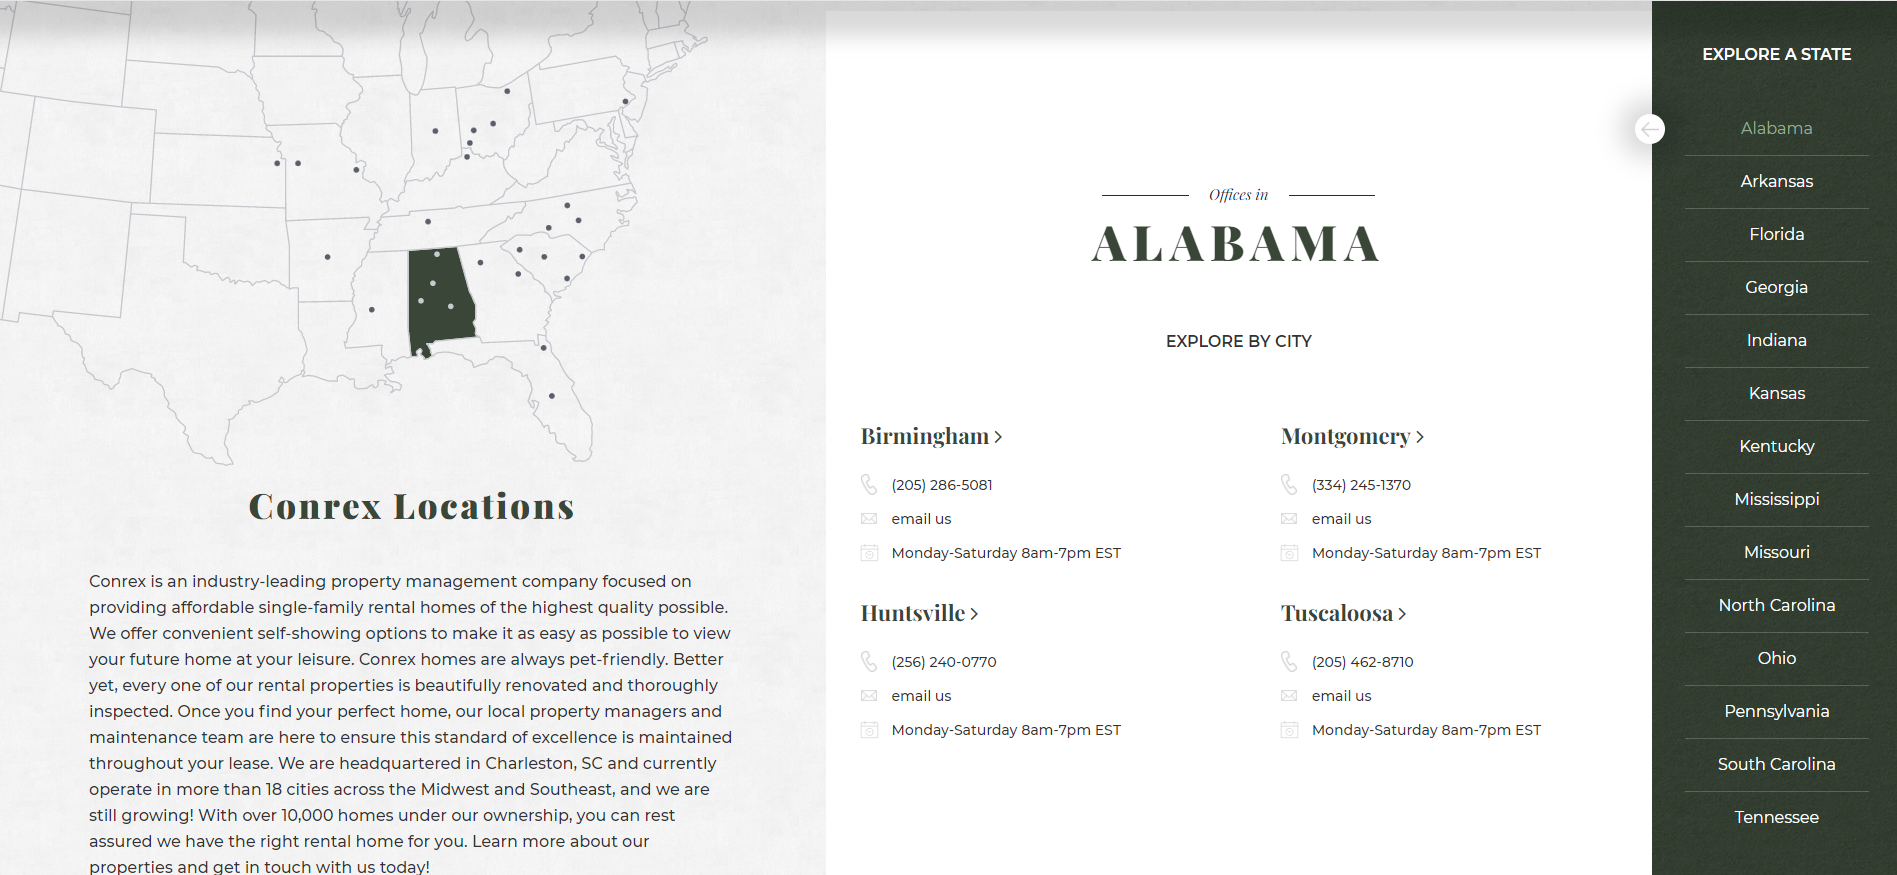 Conrex Locations
Conrex is an industry-leading property management company focused on
providing affordable single-family rental homes of the highest quality possible.
We offer convenient self-showing options to make it as easy as possible to view
your future home at your leisure. Conrex homes are always pet-friendly. Better
yet, every one of our rental properties is beautifully renovated and thoroughly
inspected. Once you find your perfect home, our local property managers and
maintenance team are here to ensure this standard of excellence is maintained
throughout your lease. We are headquartered in Charleston, SC and currently
operate in more than 18 cities across the Midwest and Southeast, and we are
still growing! With over 10,000 homes under our ownership, you can rest
assured we have the right rental home for you. Learn more about our
properties and get in touch with us today!
Offices in
ALABAMA
EXPLORE BY CITY
Birmingham
(205) 286-5081
email us
Monday-Saturday 8am-7pm EST
Montgomery
(334) 245-1370
email us
Monday-Saturday 8am-7pm EST
Huntsville
(256) 240-0770
email us
Monday-Saturday 8am-7pm EST
Tuscaloosa
(205) 462-8710
email us
Monday-Saturday 8am-7pm EST
EXPLORE A STATE
Alabama
Arkansas
Florida
Georgia
Indiana
Kansas
Kentucky
Mississippi
Missouri
North Carolina
Ohio
Pennsylvania
South Carolina
Tennessee